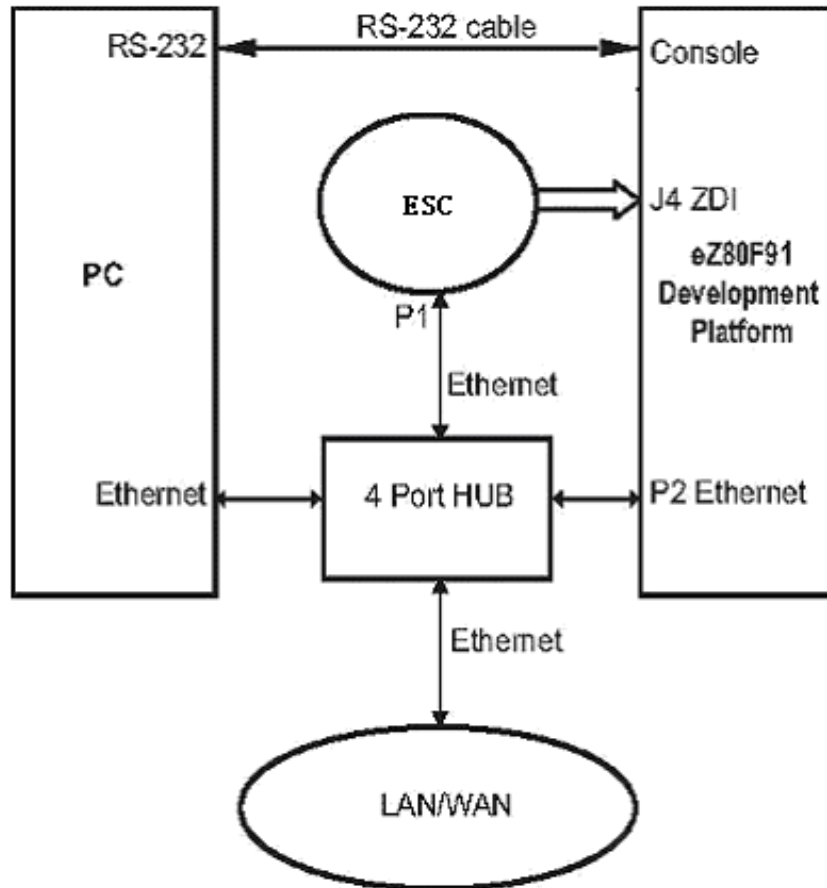 RS-232
RS-232 cable
Console
ESC
J4 ZDI
PC
eZ80F91
Development
Platform
P1
Ethernet
Ethernet
4 Port HUB
P2 Ethernet
Ethernet
LAN/WAN